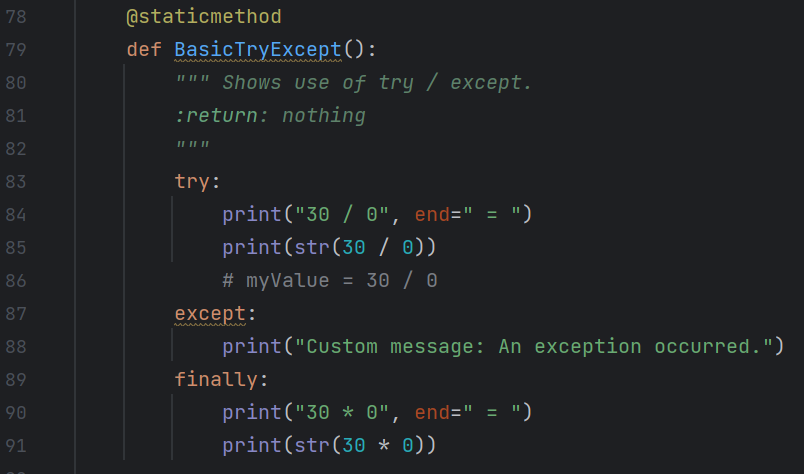 78 @staticmethod
79 def BasicTryExcept():
80 """ Shows use of try / except.
81 :return: nothing
82 """
83 try:
84 print("30 / 0", end=" = ")
85 print(str(30 / 0))
86 # myValue = 30 / 0
87 except:
88 print("Custom message: An exception occurred.")
89 finally:
90 print("30 * 0", end=" = ")
91 print(str(30 * 0))